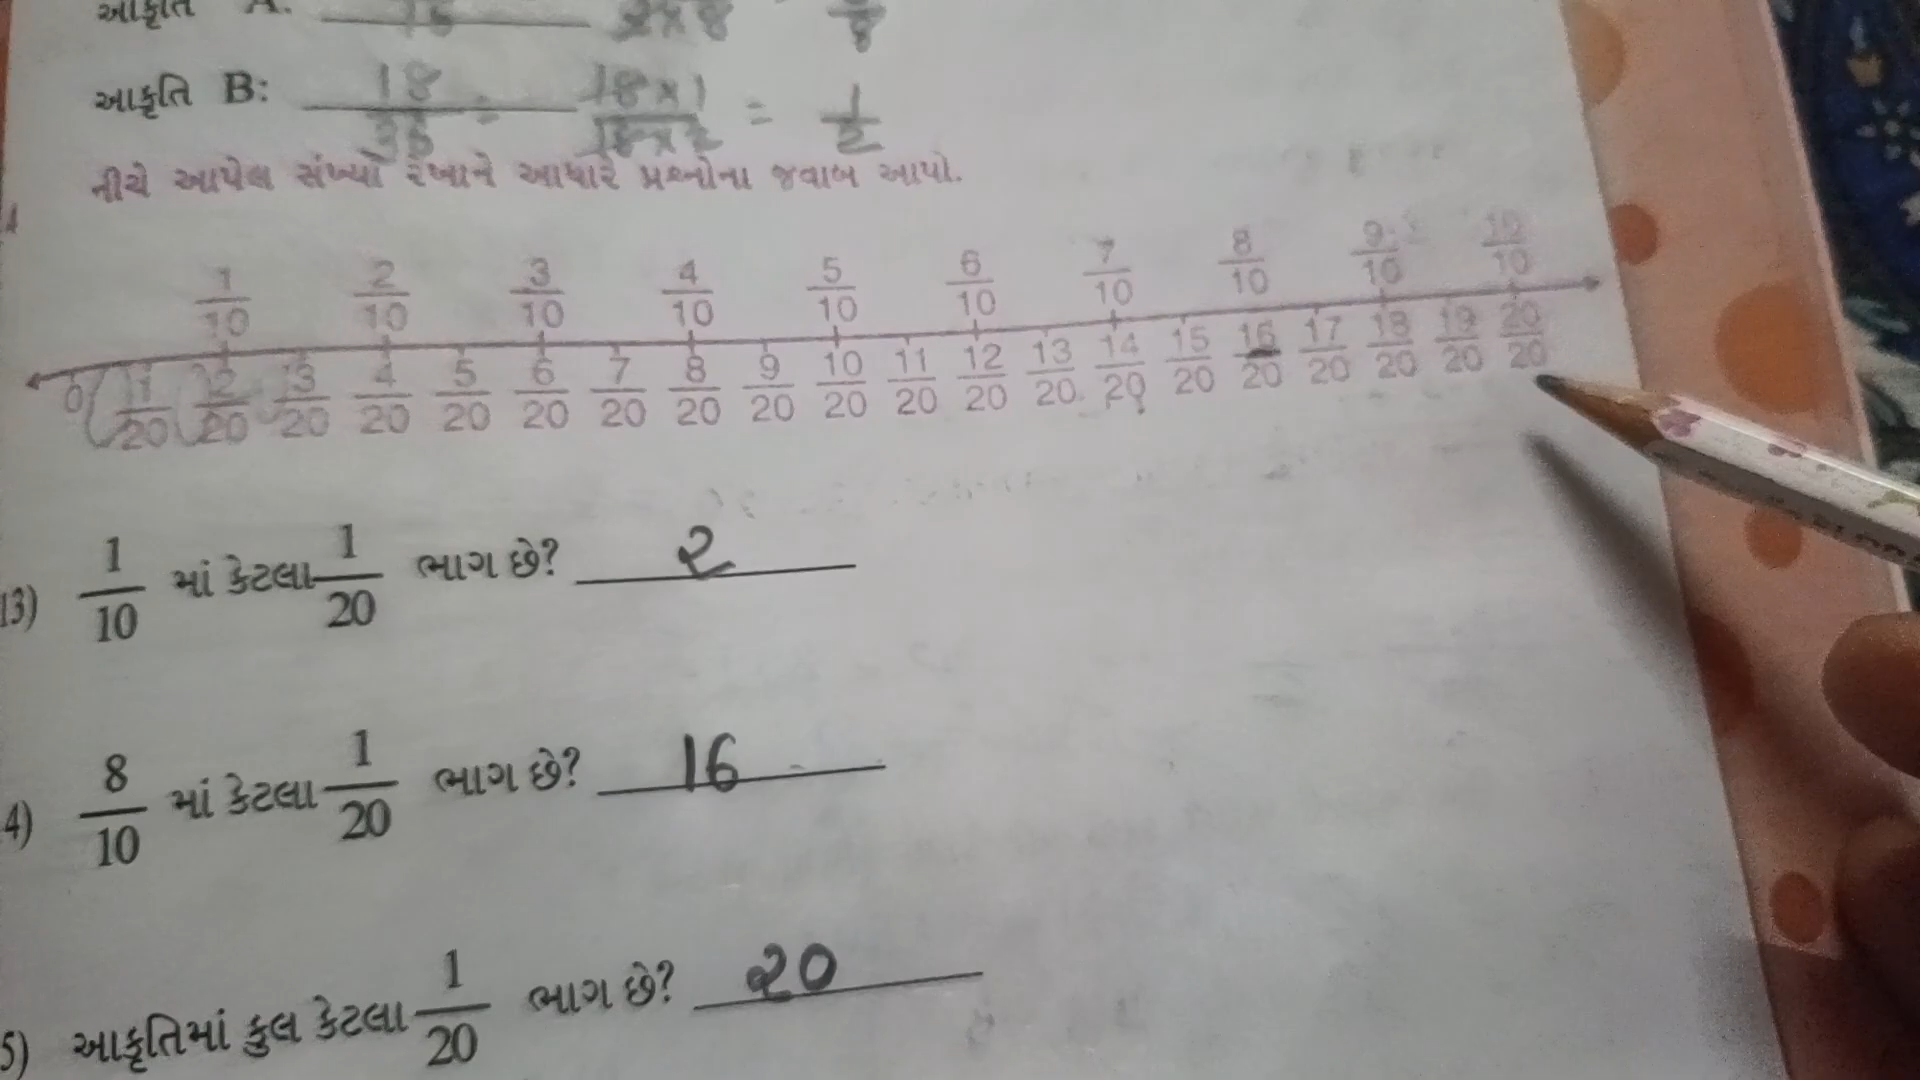 આકૃતિ A: 16 2×8 8
આકૃતિ B: 18/36 = 18×1/18×2 = 1/2
નીચે આપેલ સંખ્યા રેખાને આધારે પ્રશ્નોના જવાબ આપો.
1/10 2/10 3/10 4/10 5/10 6/10 7/10 8/10 9/10 10/10
0 1/20 2/20 3/20 4/20 5/20 6/20 7/20 8/20 9/20 10/20 11/20 12/20 13/20 14/20 15/20 16/20 17/20 18/20 19/20 20/20
13) 1/10 માં કેટલા 1/20 ભાગ છે? 2
4) 8/10 માં કેટલા 1/20 ભાગ છે? 16
5) આકૃતિમાં કુલ કેટલા 1/20 ભાગ છે? 20